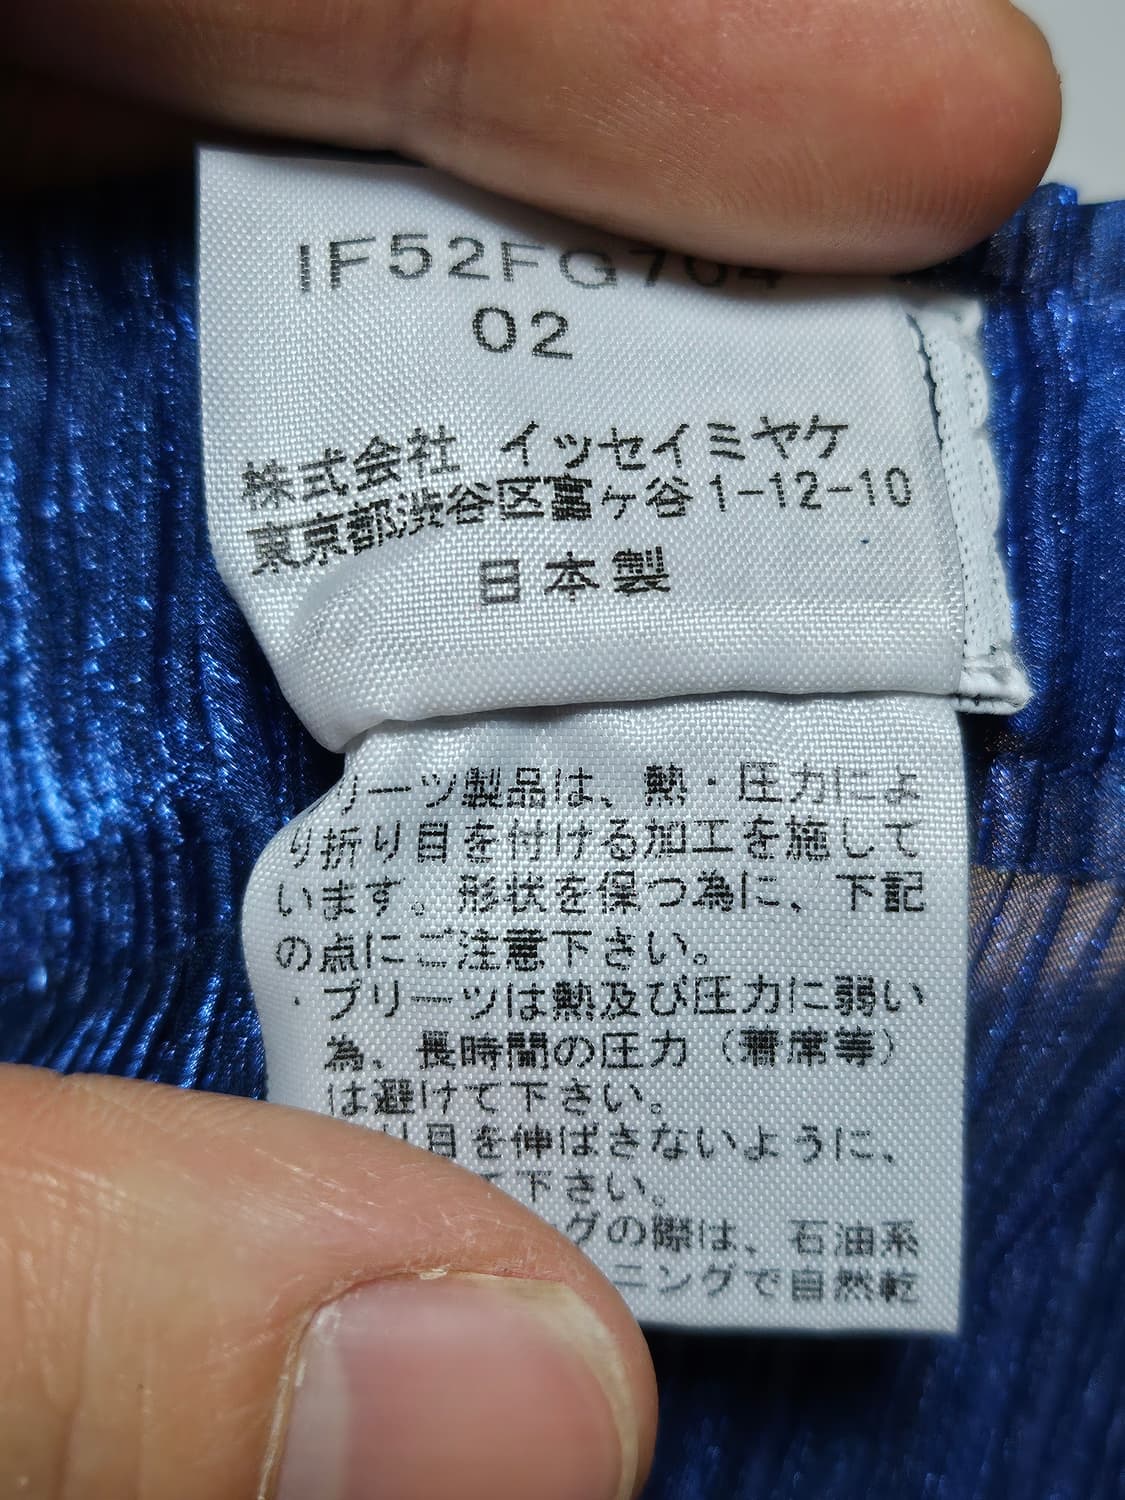 IF52FG704
02
株式会社 イッセイミヤケ
東京都渋谷区富ケ谷1-12-10
日本製
リーツ製品は、熱・圧力によ
り折り目を付ける加工を施して
います。形状を保つ為に、下記
の点にご注意下さい。
・プリーツは熱及び圧力に弱い
為、長時間の圧力（着席等）
は避けて下さい。
り目を伸ばさないように、
て下さい。
グの際は、石油系
ニングで自然乾